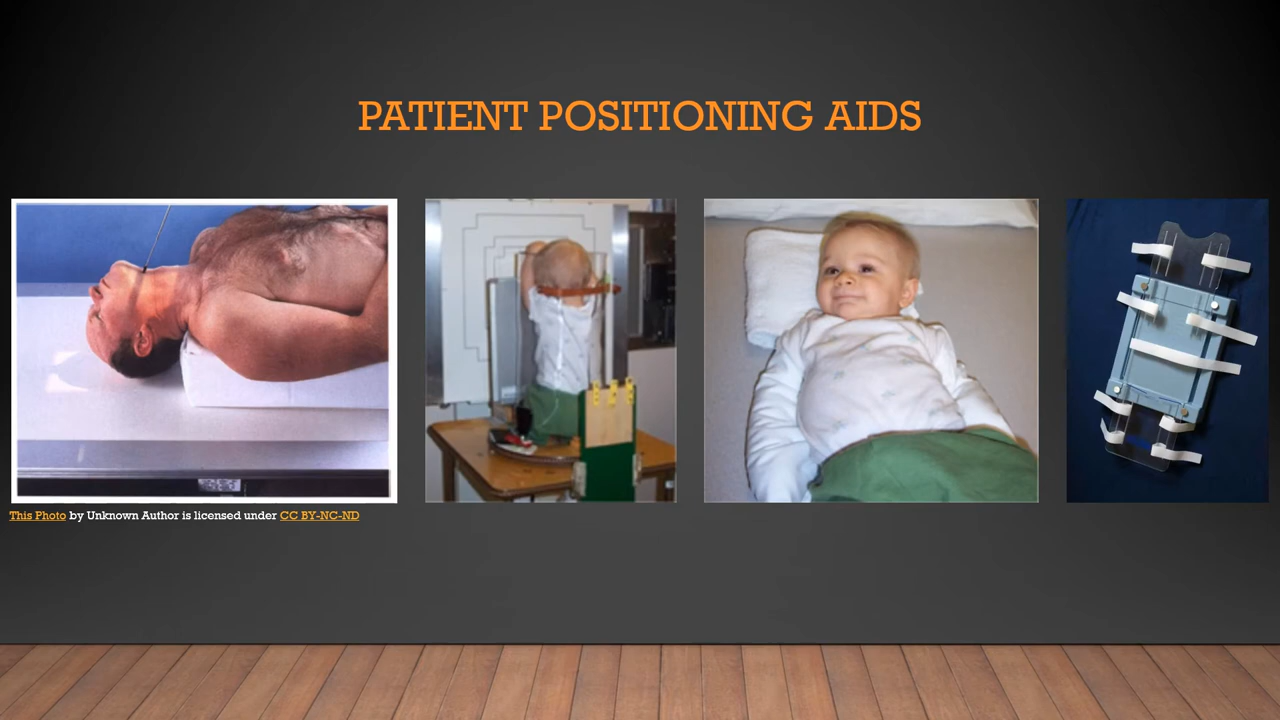 PATIENT POSITIONING AIDS
This Photo by Unknown Author is licensed under CC BY-NC-ND